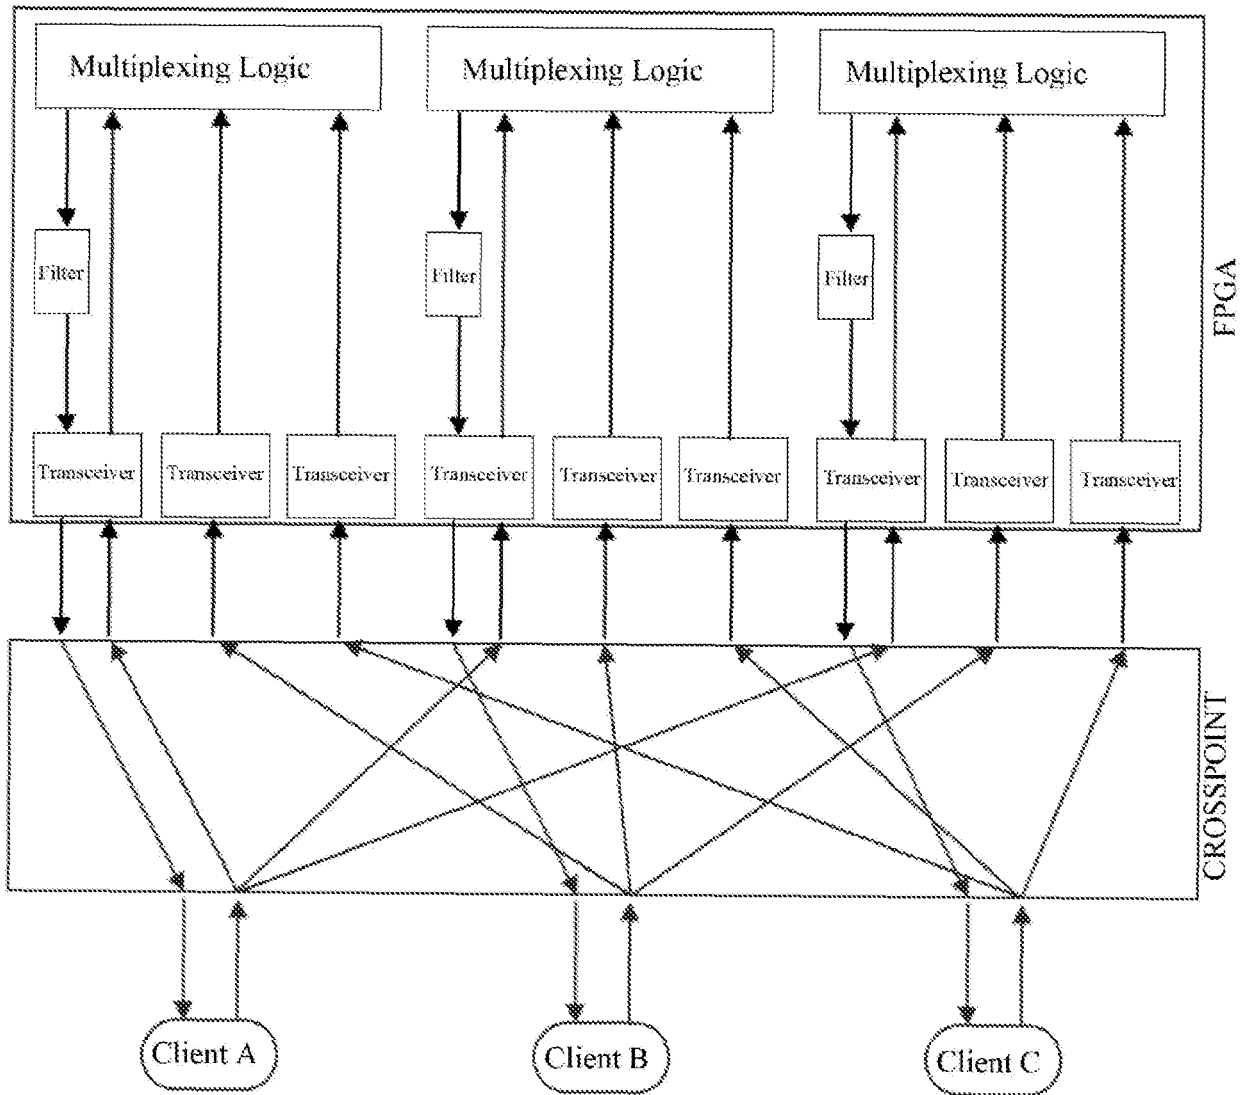 Multiplexing Logic
Multiplexing Logic
Multiplexing Logic
Filter
Filter
Filter
FPGA
Transceiver
Transceiver
Transceiver
Transceiver
Transceiver
Transceiver
Transceiver
Transceiver
Transceiver
CROSSPOINT
Client A
Client B
Client C